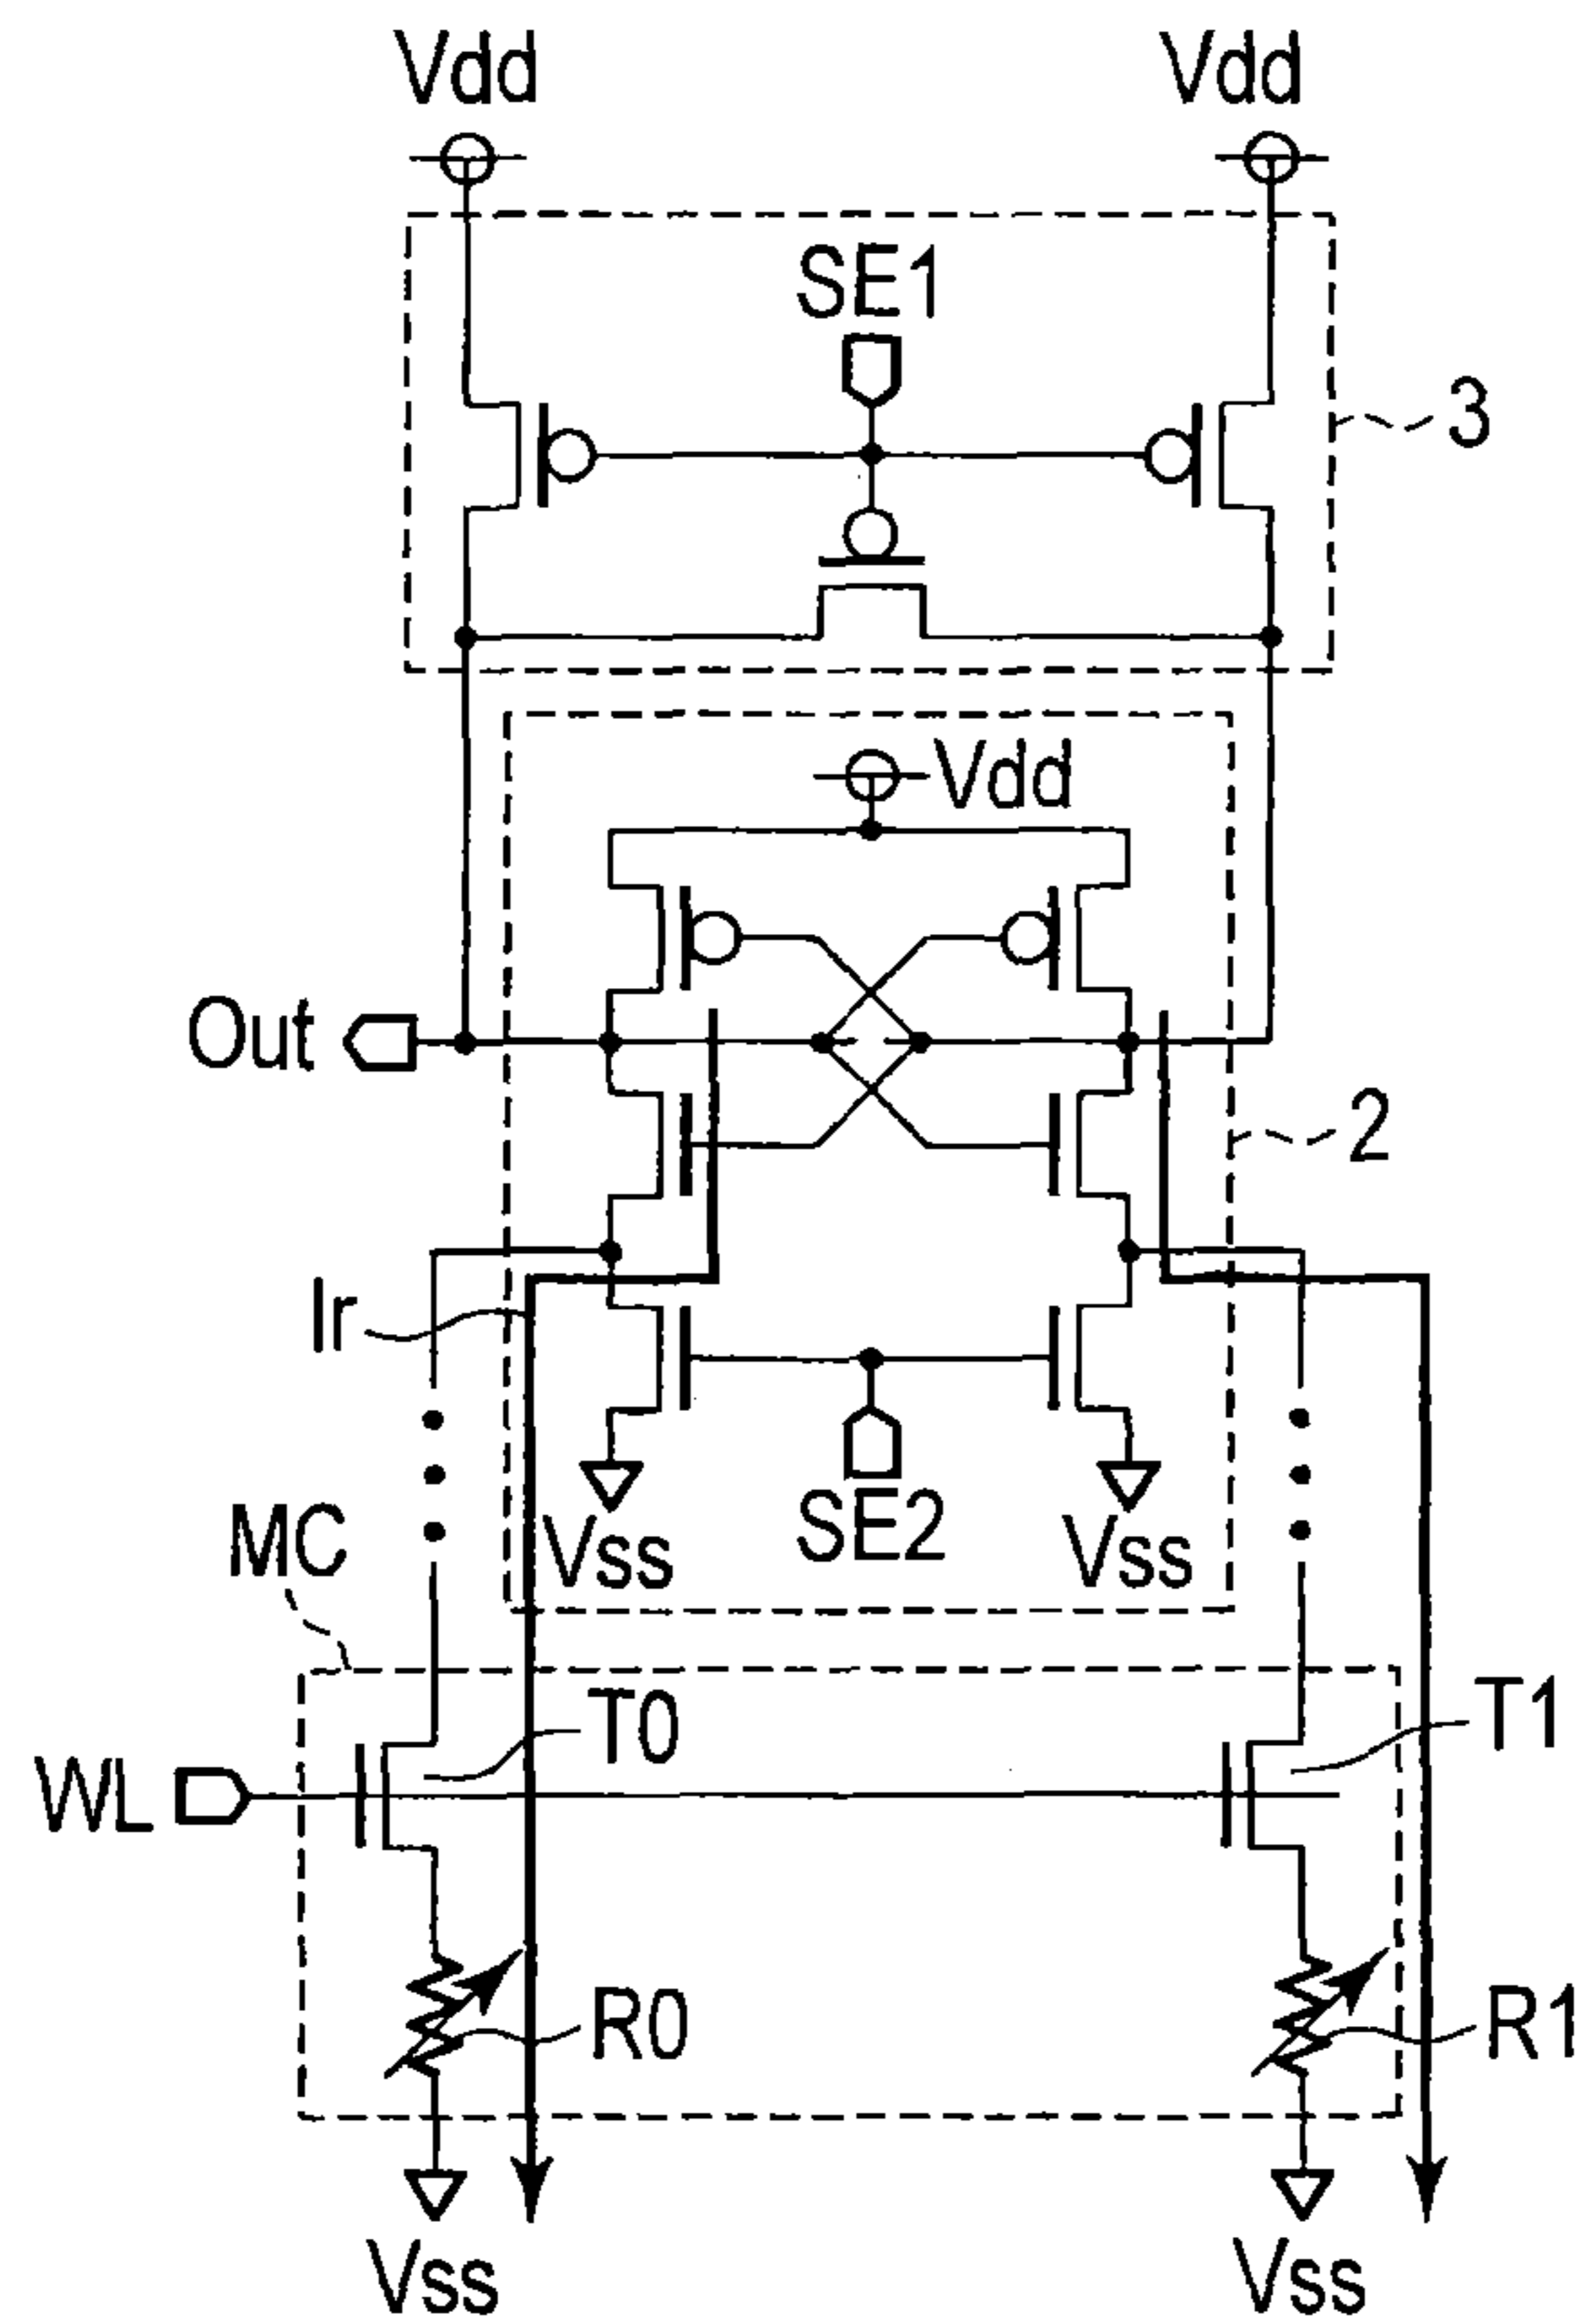 Vdd Vdd
SE1
3
Vdd
Out
2
Ir
SE2
Vss Vss
MC
T0 T1
WL
R0 R1
Vss Vss